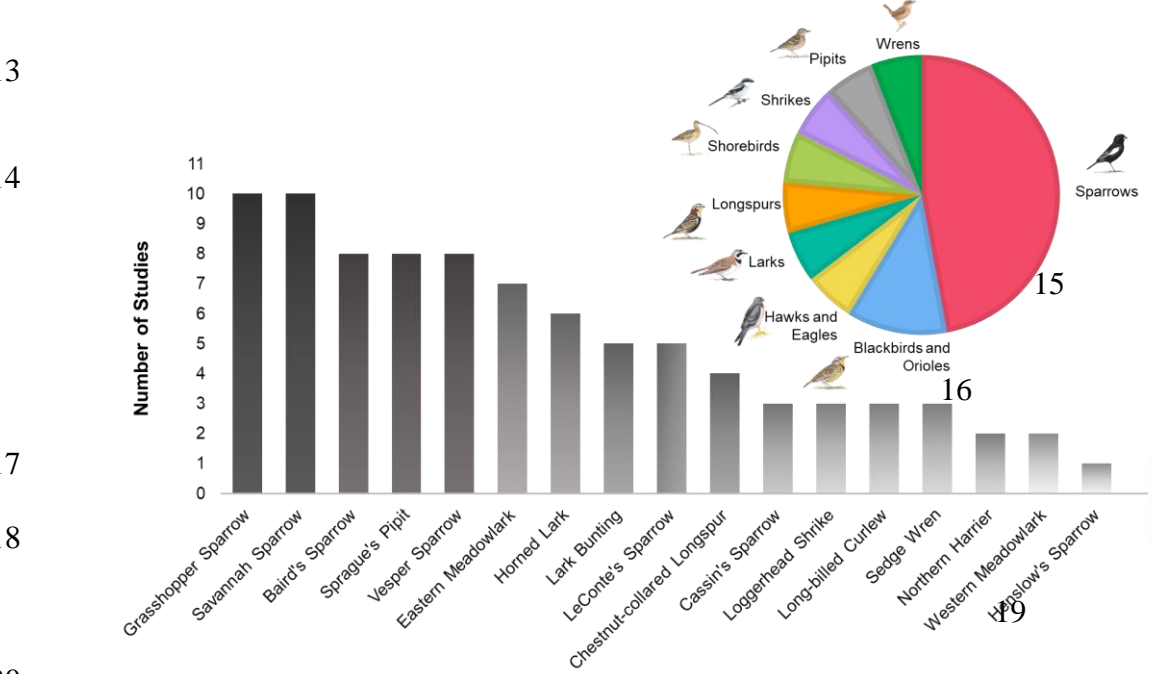 Wrens
Pipits
13
Shrikes
Shorebirds
14
Sparrows
Longspurs
Larks
15
Hawks and
Eagles
Blackbirds and
Orioles
16
Number of Studies
11
10
9
8
7
6
5
4
3
2
1
0
17
18
Grasshopper Sparrow
Savannah Sparrow
Baird's Sparrow
Sprague's Pipit
Vesper Sparrow
Eastern Meadowlark
Horned Lark
Lark Bunting
LeConte's Sparrow
Chestnut-collared Longspur
Cassin's Sparrow
Loggerhead Shrike
Long-billed Curlew
Sedge Wren
Northern Harrier
Western Meadowlark
Henslow's Sparrow
19